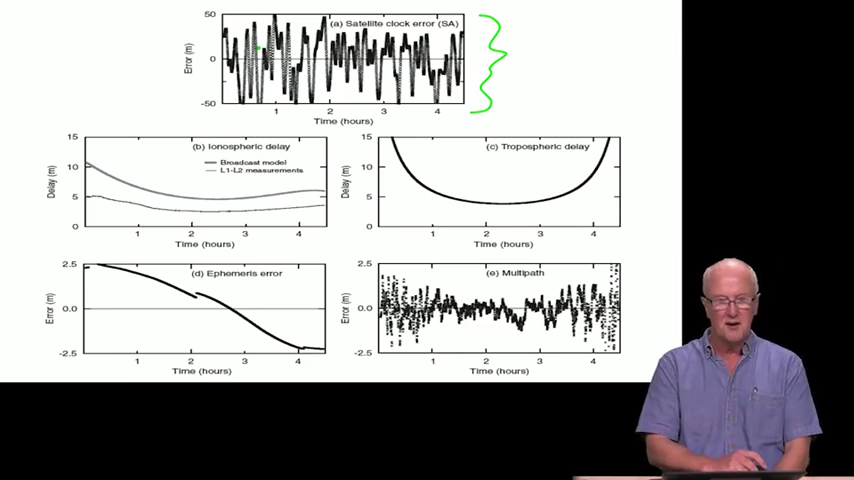 (a) Satellite clock error (SA)
50
0
-50
Error (m)
1 2 3 4
Time (hours)
(b) Ionospheric delay
Broadcast model
L1-L2 measurements
15
10
5
0
Delay (m)
1 2 3 4
Time (hours)
(c) Tropospheric delay
15
10
5
0
Delay (m)
1 2 3 4
Time (hours)
(d) Ephemeris error
2.5
0.0
-2.5
Error (m)
1 2 3 4
Time (hours)
(e) Multipath
2.5
0.0
-2.5
Error (m)
1 2 3 4
Time (hours)